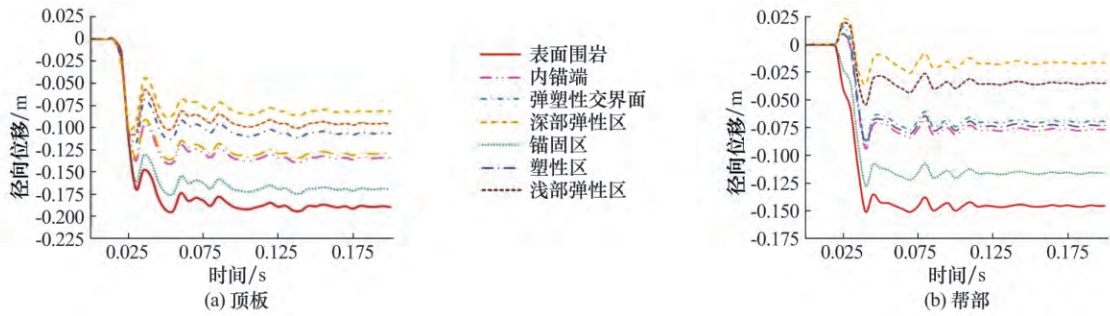 0.025
0
-0.025
-0.050
-0.075
-0.100
-0.125
-0.150
-0.175
-0.200
-0.225
径向位移/m
0.025 0.075 0.125 0.175
时间/s
(a) 顶板
表面围岩
内锚端
弹塑性交界面
深部弹性区
锚固区
塑性区
浅部弹性区
0.025
0
-0.025
-0.050
-0.075
-0.100
-0.125
-0.150
-0.175
径向位移/m
0.025 0.075 0.125 0.175
时间/s
(b) 帮部